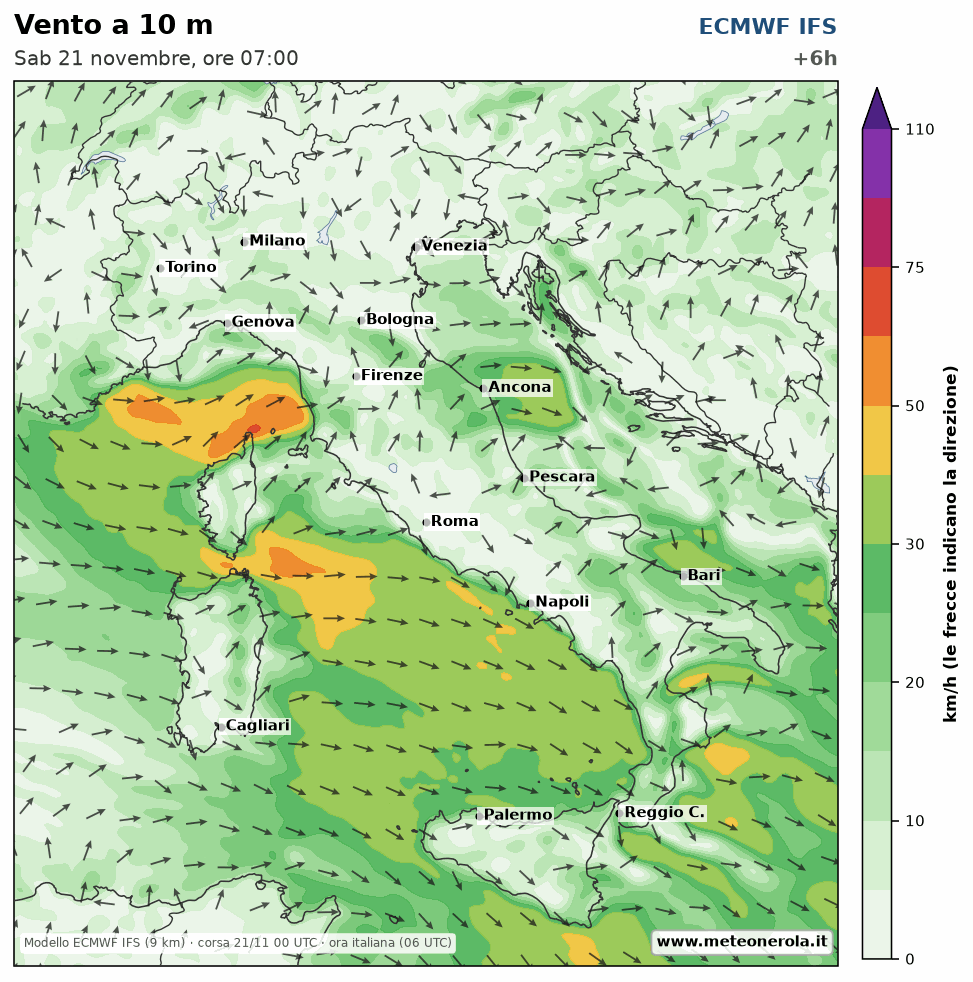 Vento a 10 m
ECMWF IFS
Sab 21 novembre, ore 07:00
+6h
110
Milano
Venezia
Torino
75
Genova
Bologna
Firenze
Ancona
50
Pescara
Roma
30
Bari
Napoli
20
Cagliari
Palermo
Reggio C.
10
0
km/h (le frecce indicano la direzione)
Modello ECMWF IFS (9 km) · corsa 21/11 00 UTC · ora italiana (06 UTC)
www.meteonerola.it